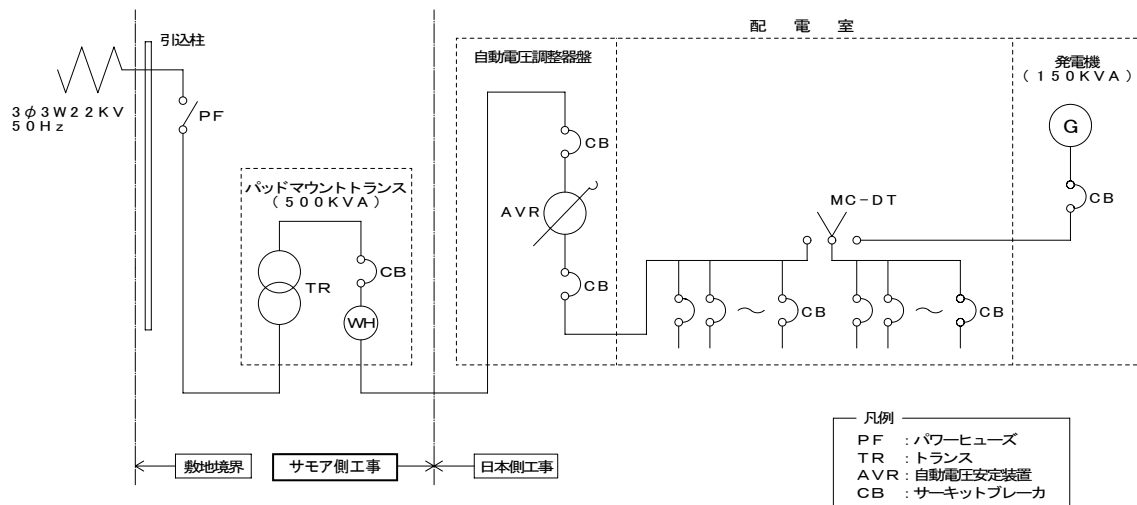 配　電　室
引込柱
自動電圧調整器盤
発電機
（１５０ＫＶＡ）
３φ３Ｗ２２ＫＶ
５０Ｈｚ
ＰＦ
ＣＢ
G
パッドマウントトランス
（５００ＫＶＡ）
ＡＶＲ
ＭＣ－ＤＴ
ＣＢ
ＴＲ
ＣＢ
ＣＢ
WH
～
ＣＢ
～
ＣＢ
敷地境界
サモア側工事
日本側工事
凡例
ＰＦ ：パワーヒューズ
ＴＲ ：トランス
ＡＶＲ：自動電圧安定装置
ＣＢ ：サーキットブレーカ